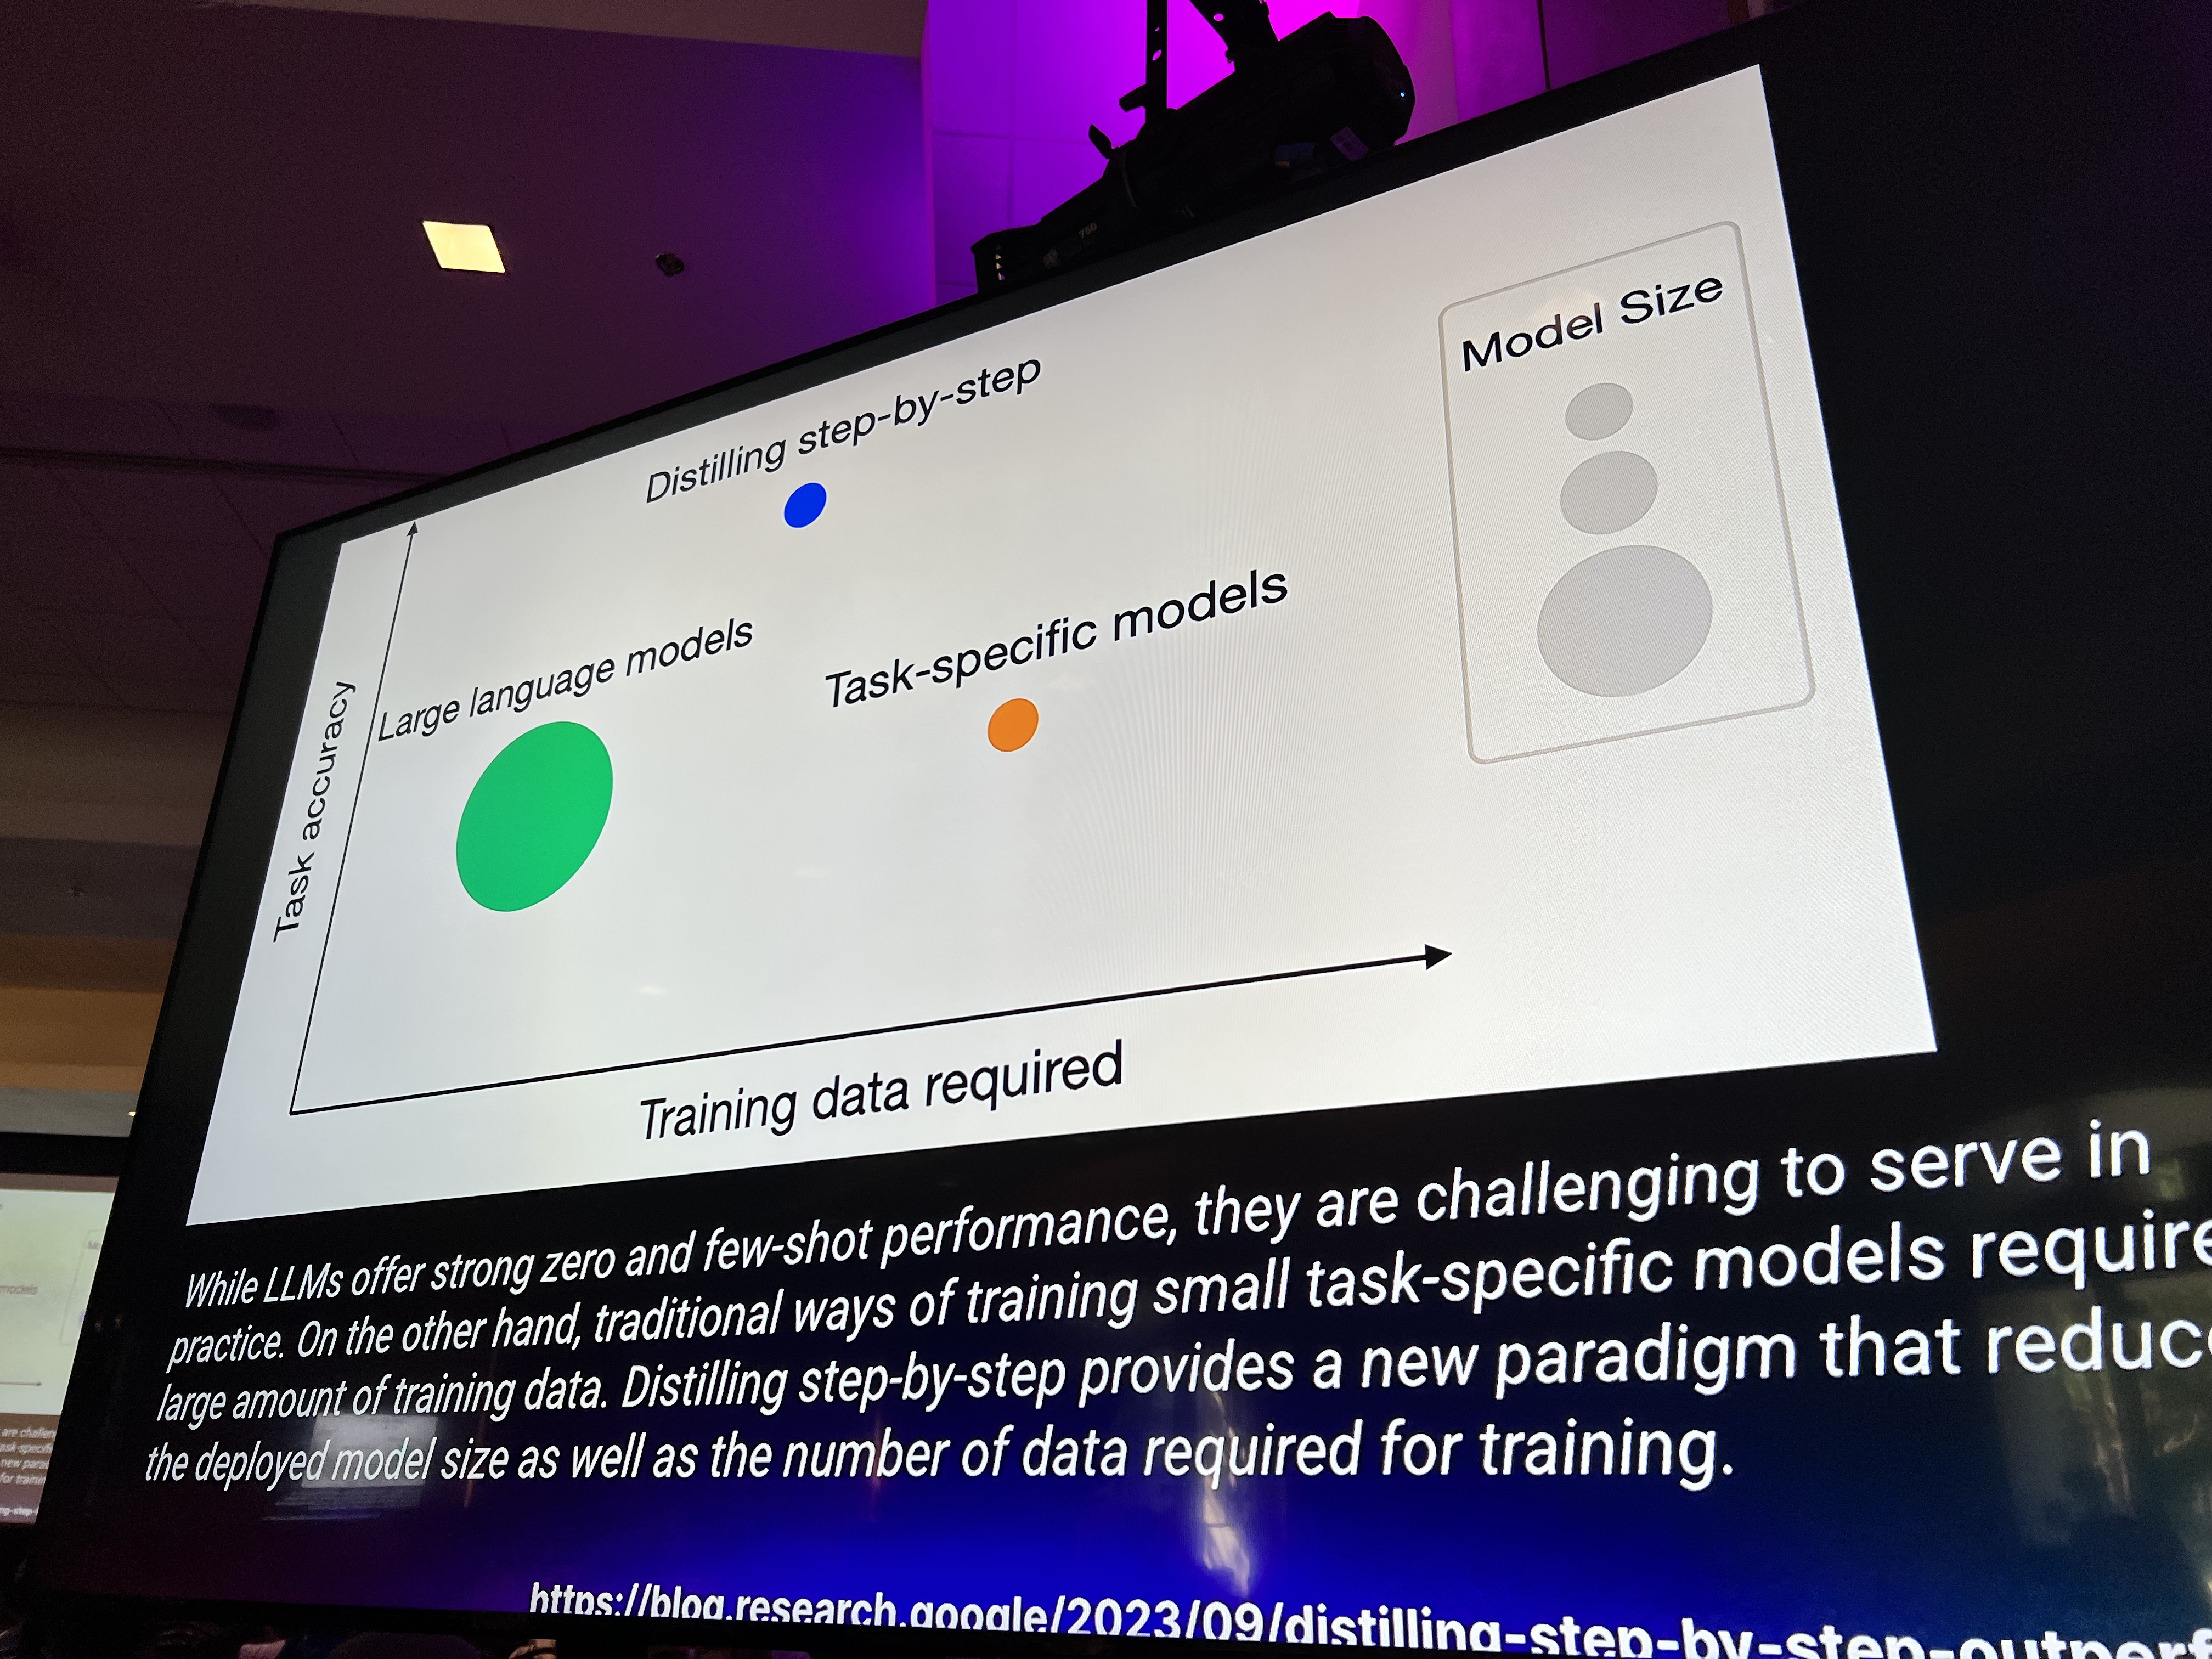 Model Size
Distilling step-by-step
Task-specific models
Large language models
Task accuracy
Training data required
While LLMs offer strong zero and few-shot performance, they are challenging to serve in
practice. On the other hand, traditional ways of training small task-specific models require
large amount of training data. Distilling step-by-step provides a new paradigm that reduc
the deployed model size as well as the number of data required for training.
https://blog.research.google/2023/09/distilling-step-by-step-outperf
750